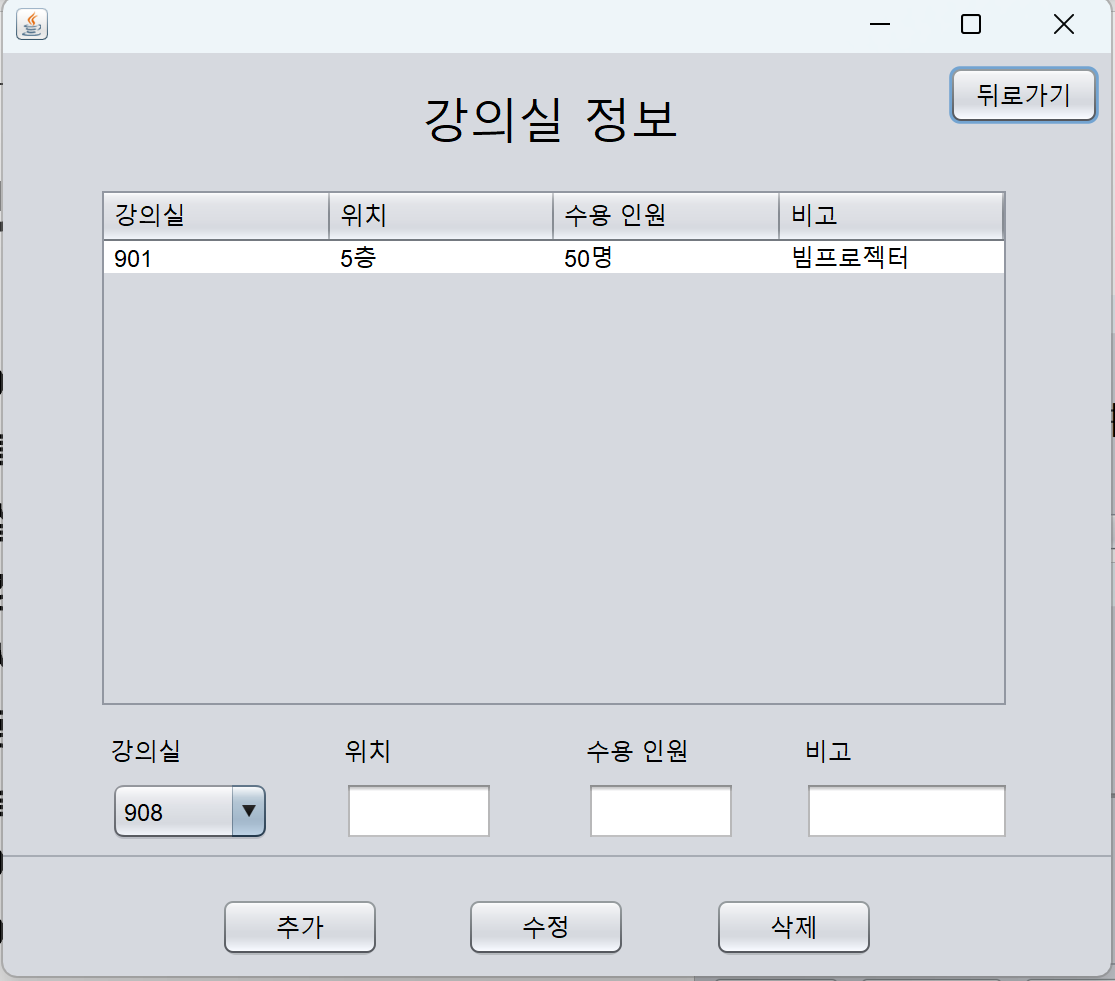 뒤로가기
강의실 정보
강의실 위치 수용 인원 비고
901 5층 50명 빔프로젝터
강의실 위치 수용 인원 비고
908
추가 수정 삭제